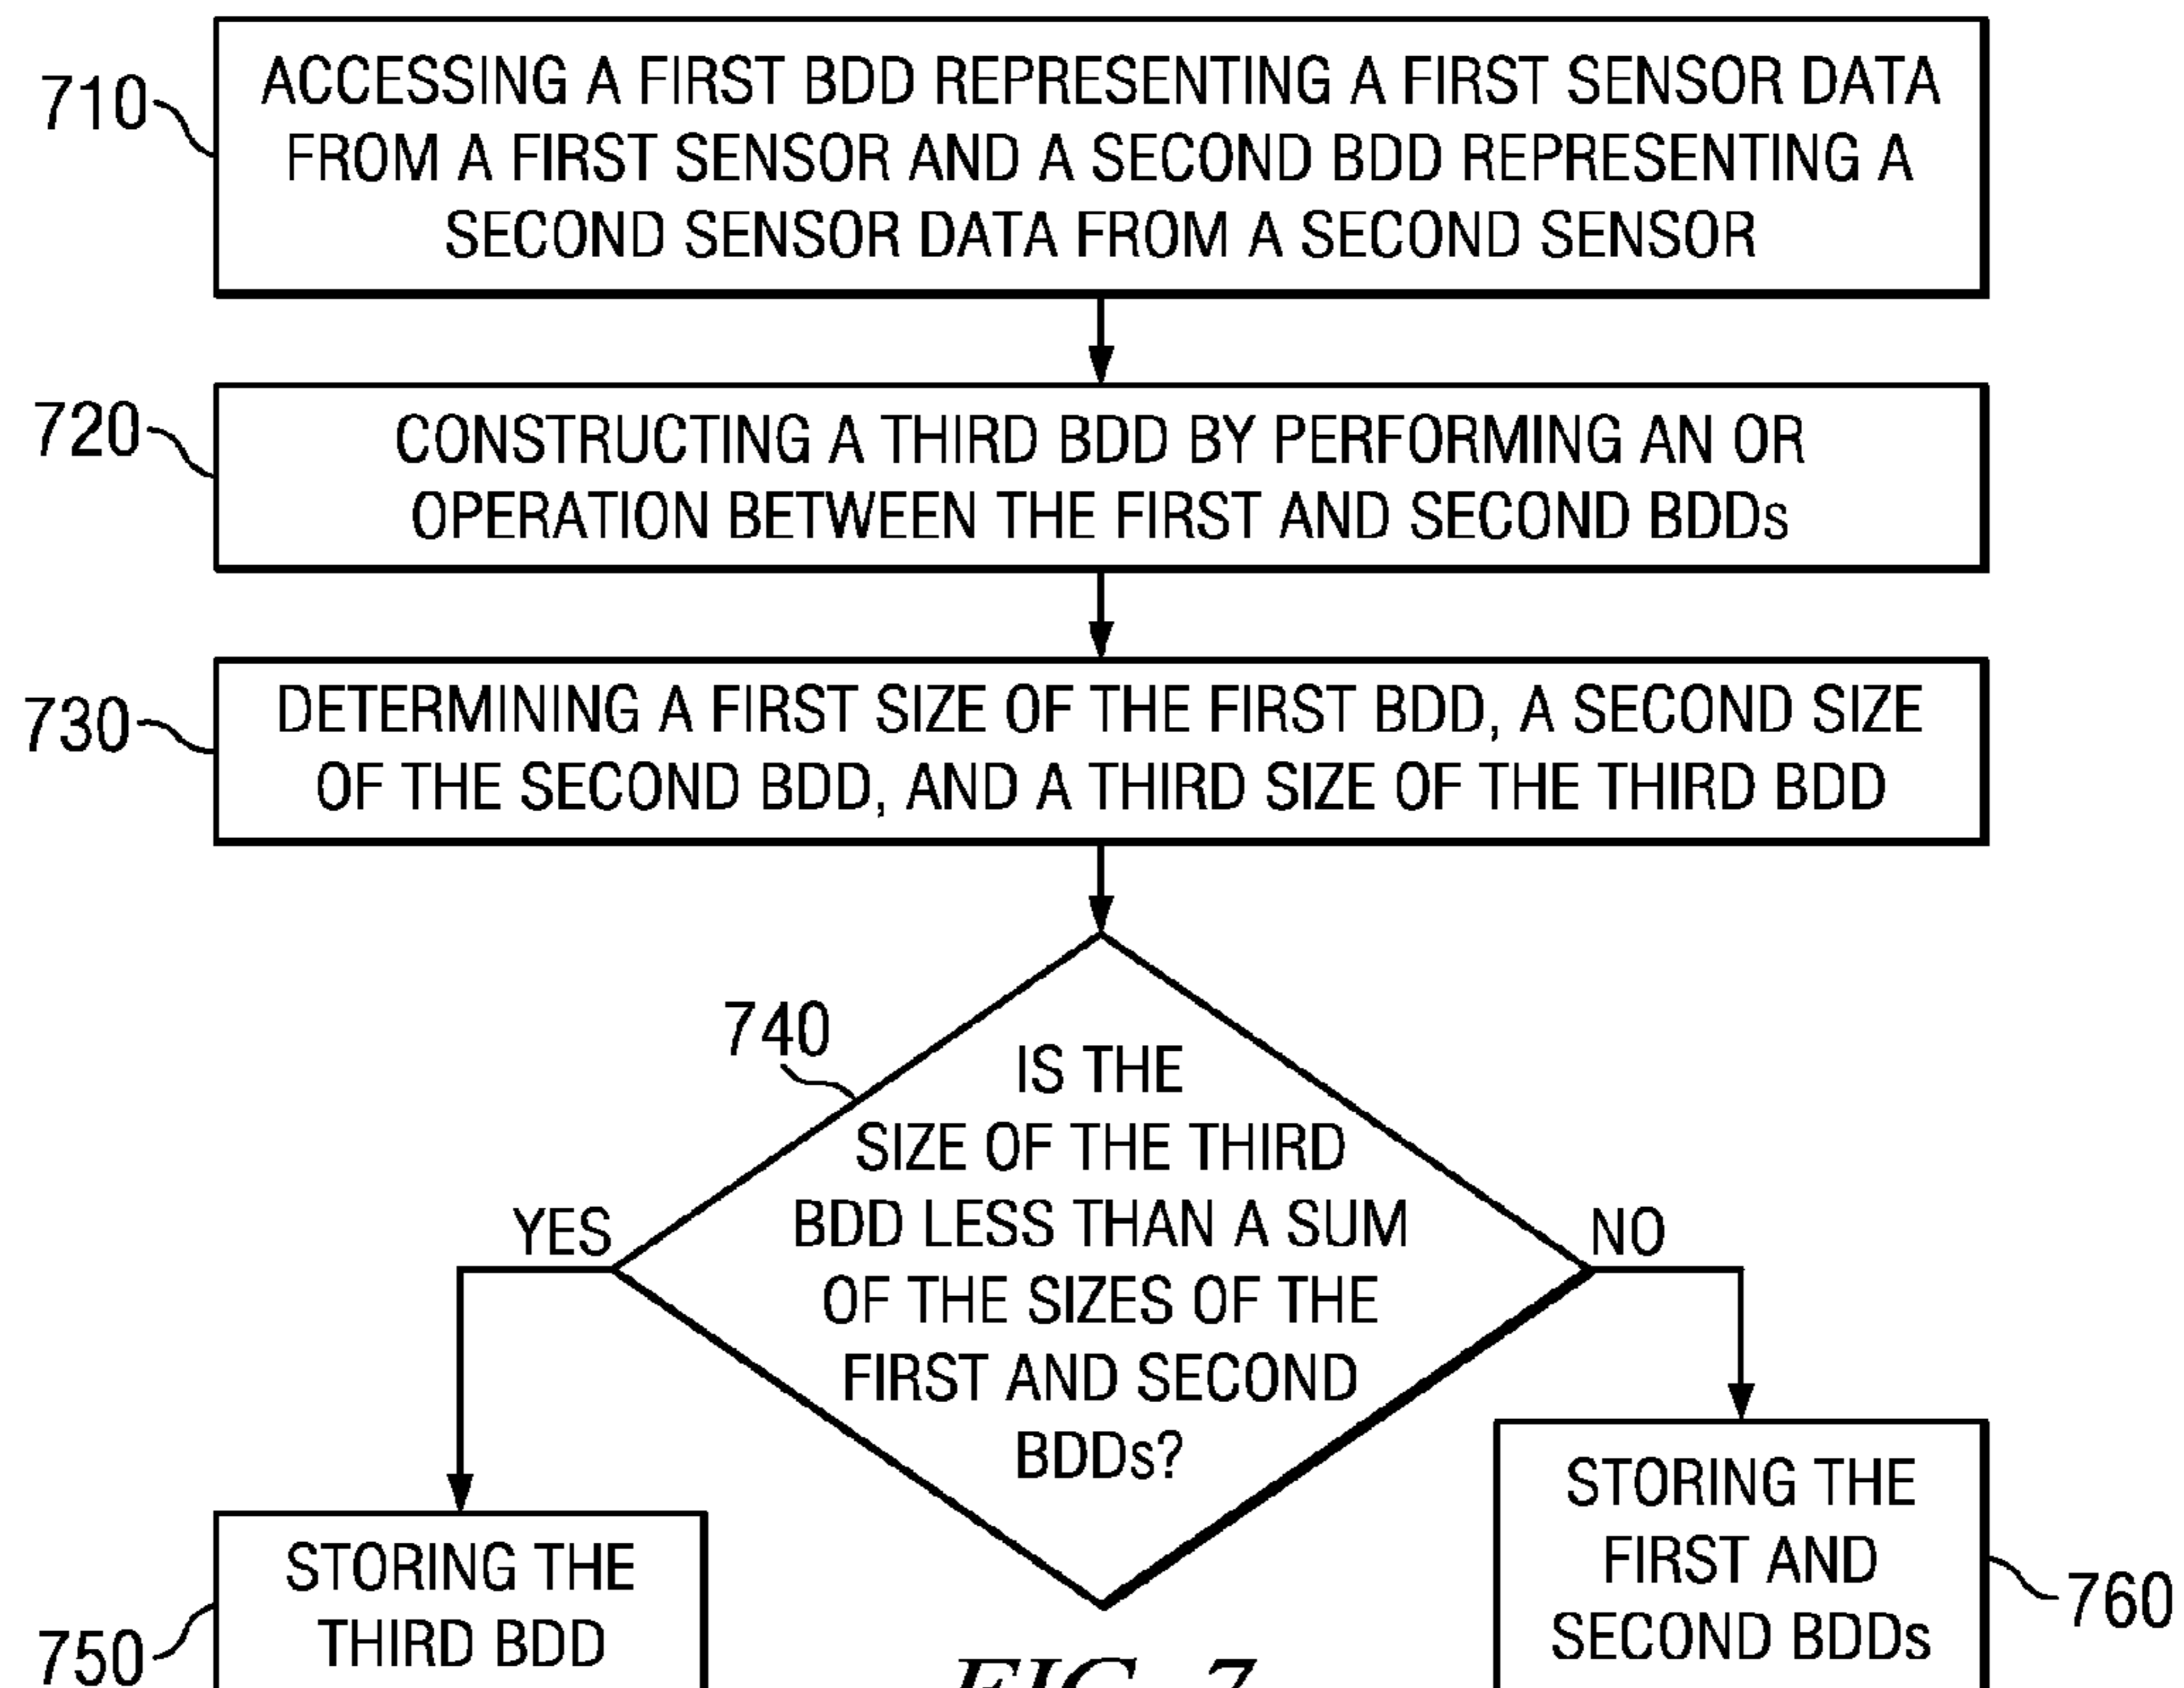 710
ACCESSING A FIRST BDD REPRESENTING A FIRST SENSOR DATA
FROM A FIRST SENSOR AND A SECOND BDD REPRESENTING A
SECOND SENSOR DATA FROM A SECOND SENSOR
720
CONSTRUCTING A THIRD BDD BY PERFORMING AN OR
OPERATION BETWEEN THE FIRST AND SECOND BDDs
730
DETERMINING A FIRST SIZE OF THE FIRST BDD, A SECOND SIZE
OF THE SECOND BDD, AND A THIRD SIZE OF THE THIRD BDD
740
IS THE
SIZE OF THE THIRD
BDD LESS THAN A SUM
OF THE SIZES OF THE
FIRST AND SECOND
BDDs?
YES
NO
STORING THE
THIRD BDD
750
STORING THE
FIRST AND
SECOND BDDs
760
FIG. 7